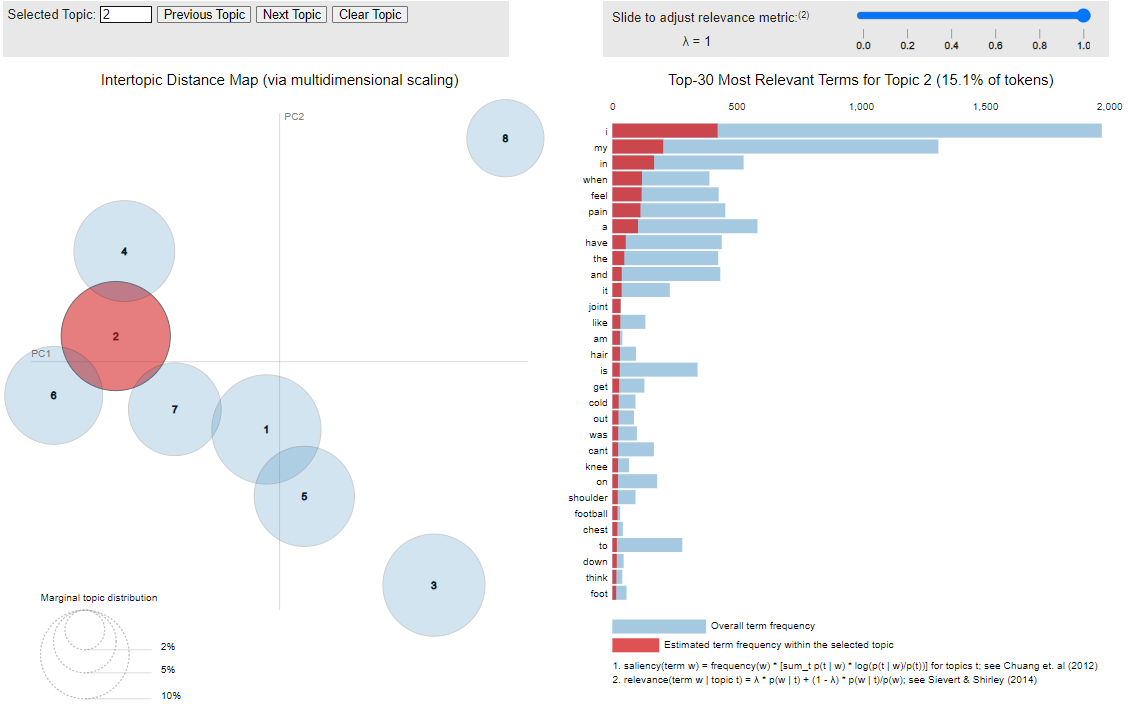 Selected Topic: 2 Previous Topic Next Topic Clear Topic
Slide to adjust relevance metric:(2)
λ = 1
0.0 0.2 0.4 0.6 0.8 1.0
Intertopic Distance Map (via multidimensional scaling)
PC2
PC1
8
4
2
6
7
1
5
3
Marginal topic distribution
2%
5%
10%
Top-30 Most Relevant Terms for Topic 2 (15.1% of tokens)
0 500 1,000 1,500 2,000
i
my
in
when
feel
pain
a
have
the
and
it
joint
like
am
hair
is
get
cold
out
was
cant
knee
on
shoulder
football
chest
to
down
think
foot
Overall term frequency
Estimated term frequency within the selected topic
1. saliency(term w) = frequency(w) * [sum_t p(t | w) * log(p(t | w)/p(t))] for topics t; see Chuang et. al (2012)
2. relevance(term w | topic t) = λ * p(w | t) + (1 - λ) * p(w | t)/p(w); see Sievert & Shirley (2014)